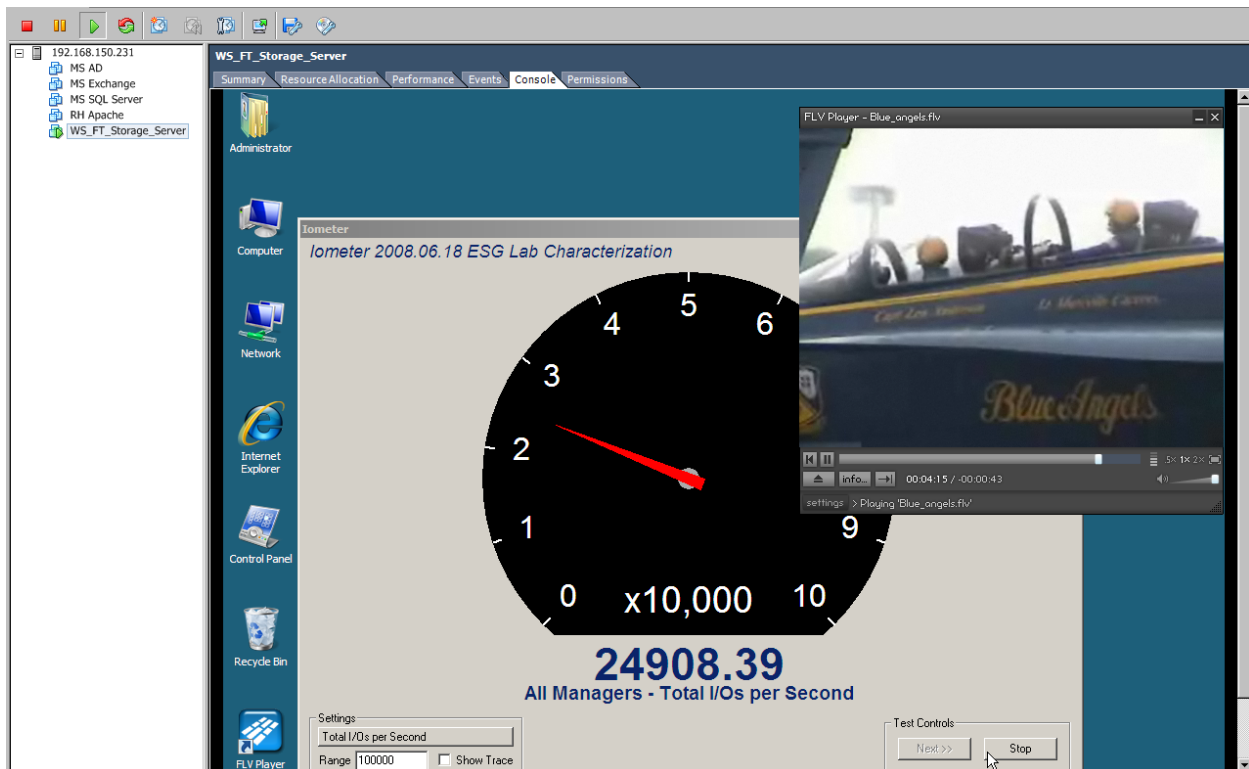 192.168.150.231
MS AD
MS Exchange
MS SQL Server
RH Apache
WS_FT_Storage_Server
WS_FT_Storage_Server
Summary Resource Allocation Performance Events Console Permissions
Administrator
Computer
Network
Internet
Explorer
Control Panel
Recycle Bin
FLV Player
Iometer
Iometer 2008.06.18 ESG Lab Characterization
0
1
2
3
4
5
6
9
10
x10,000
24908.39
All Managers - Total I/Os per Second
Settings
Total I/Os per Second
Range 100000 Show Trace
Test Controls
Next >> Stop
FLV Player - Blue_angels.flv
Blue Angels
.5x 1x 2x
info... 00:04:15 / -00:00:43
settings > Playing 'Blue_angels.flv'